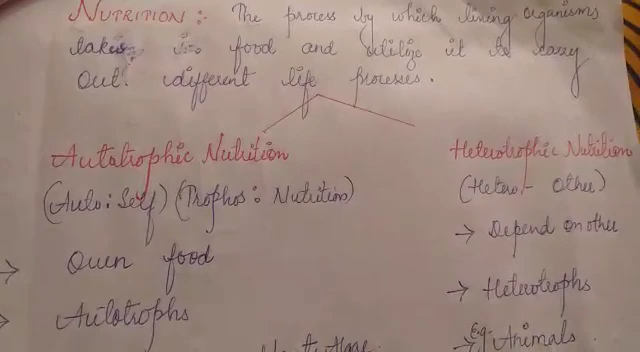 NUTRITION :- The process by which living organisms
takes in food and utilize it to carry
out. different life processes.
Autotrophic Nutrition
(Auto : Self) (Trophos : Nutrition)
→ Own food
→ Autotrophs
Heterotrophic Nutrition
(Hetero - Other)
→ Depend on other
→ Heterotrophs
→ E.g- Animals.
Algae.